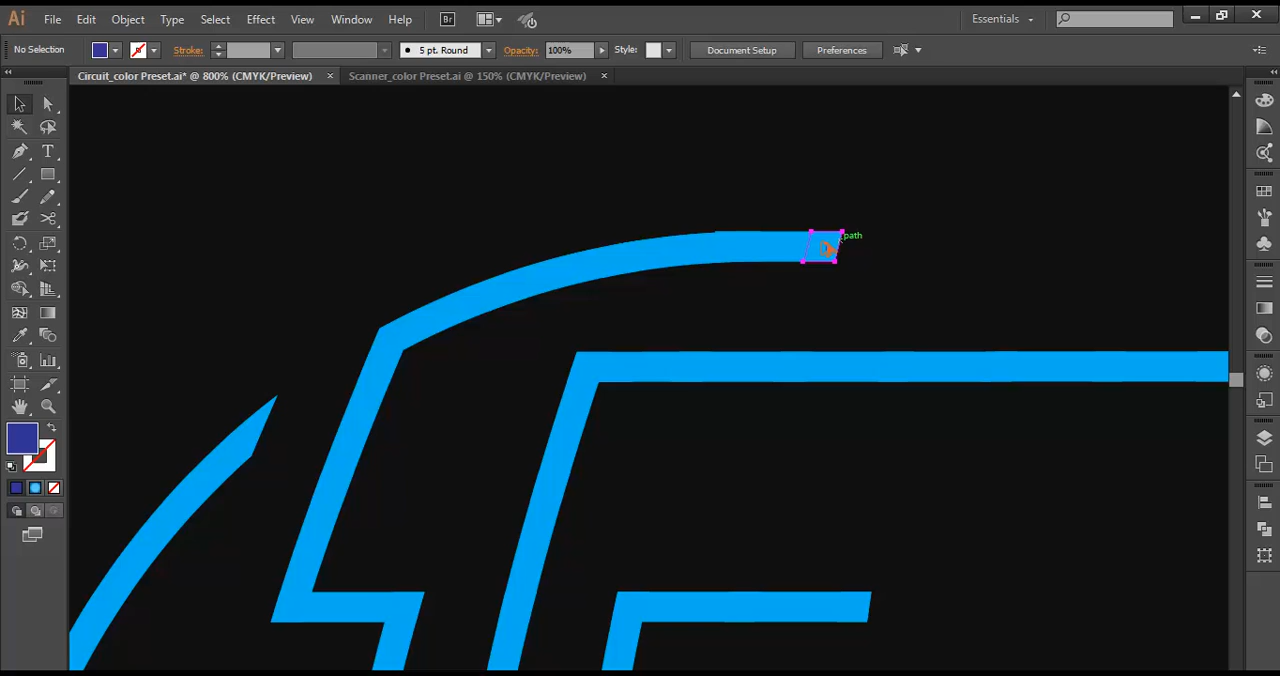 Ai File Edit Object Type Select Effect View Window Help Br Essentials
No Selection Stroke: 5 pt. Round Opacity: 100% Style: Document Setup Preferences
Circuit_color Preset.ai* @ 800% (CMYK/Preview) × Scanner_color Preset.ai @ 150% (CMYK/Preview) ×
path